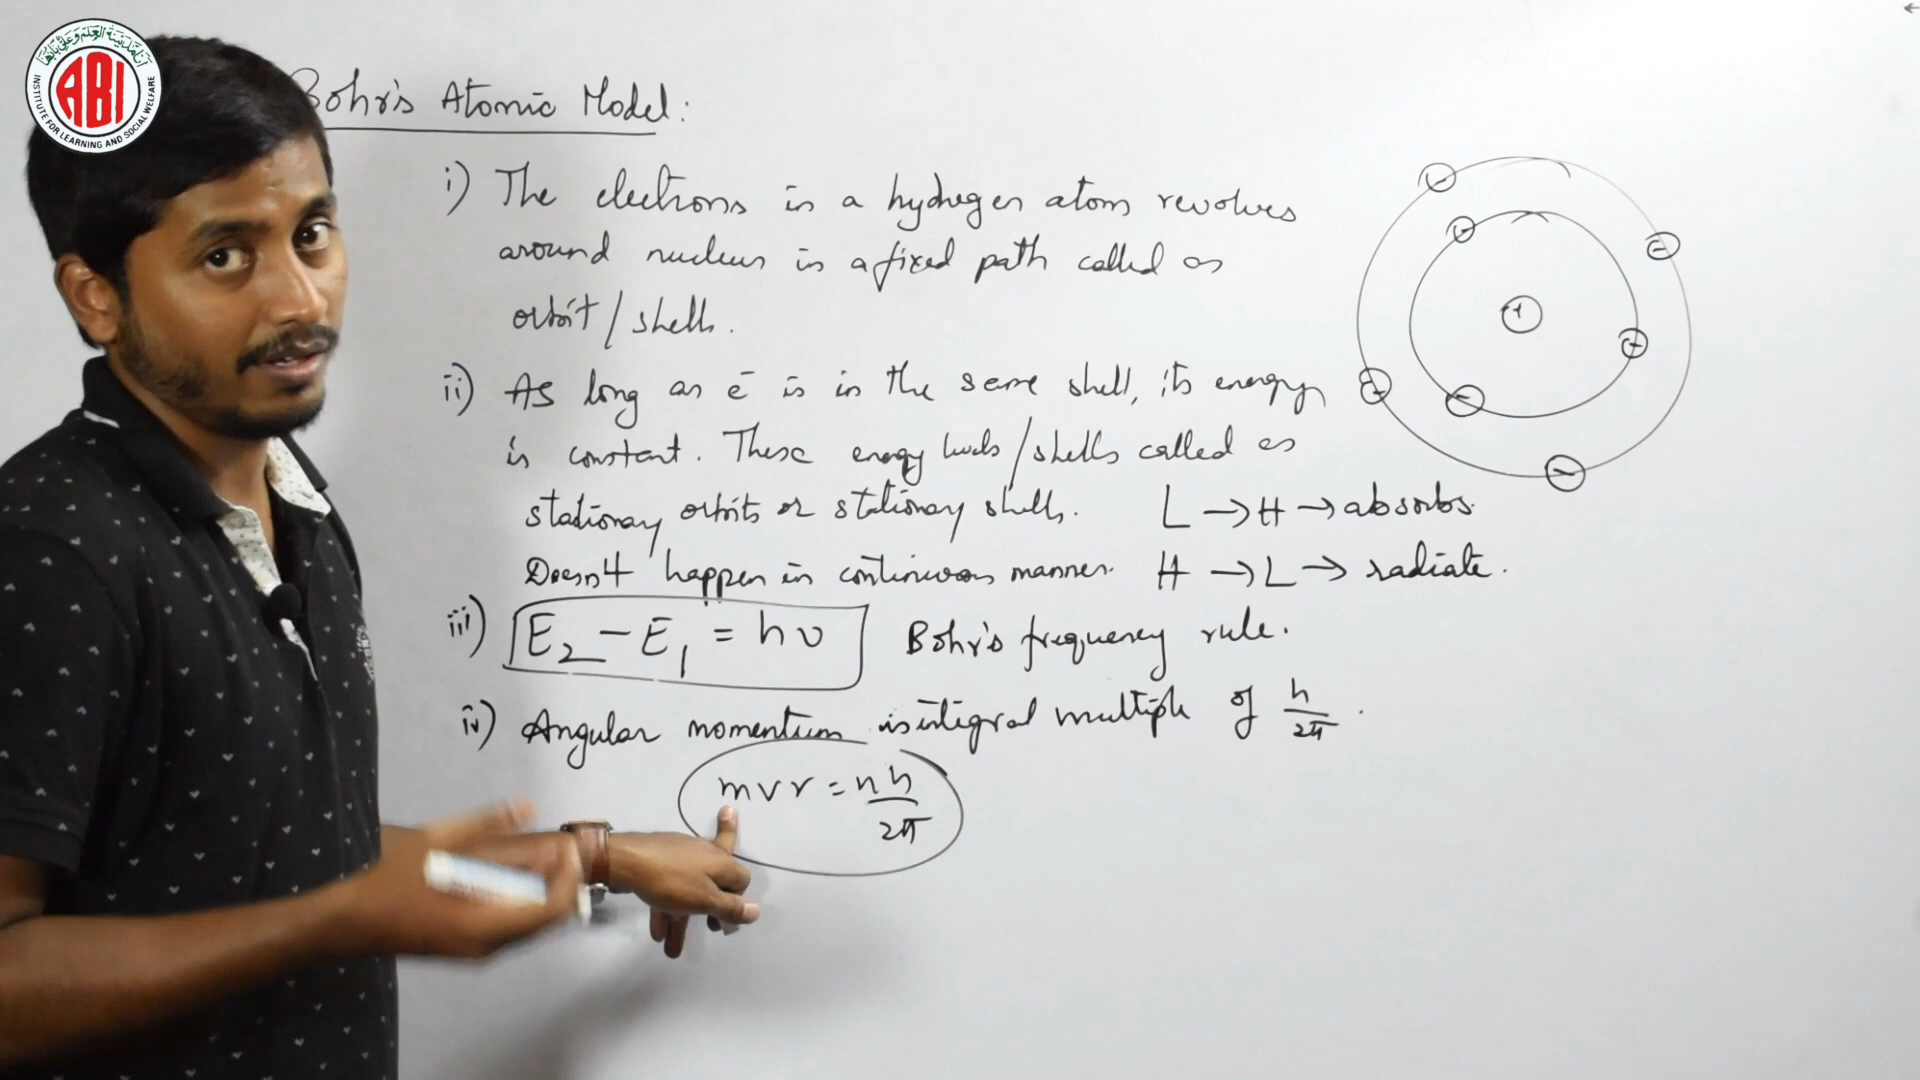 ABI
INSTITUTE FOR LEARNING AND SOCIAL WELFARE
Bohr's Atomic Model:
i) The electrons in a hydrogen atom revolves
around nucleus in a fixed path called as
orbit/shells.
ii) As long as e⁻ is in the same shell, its energy
is constant. These energy levels/shells called as
stationary orbits or stationary shells. L → H → absorbs.
Doesn't happen in continuous manner. H → L → radiate.
iii) E₂ – E₁ = hυ Bohr's frequency rule.
iv) Angular momentum is integral multiple of h/2π.
mvr = nh/2π